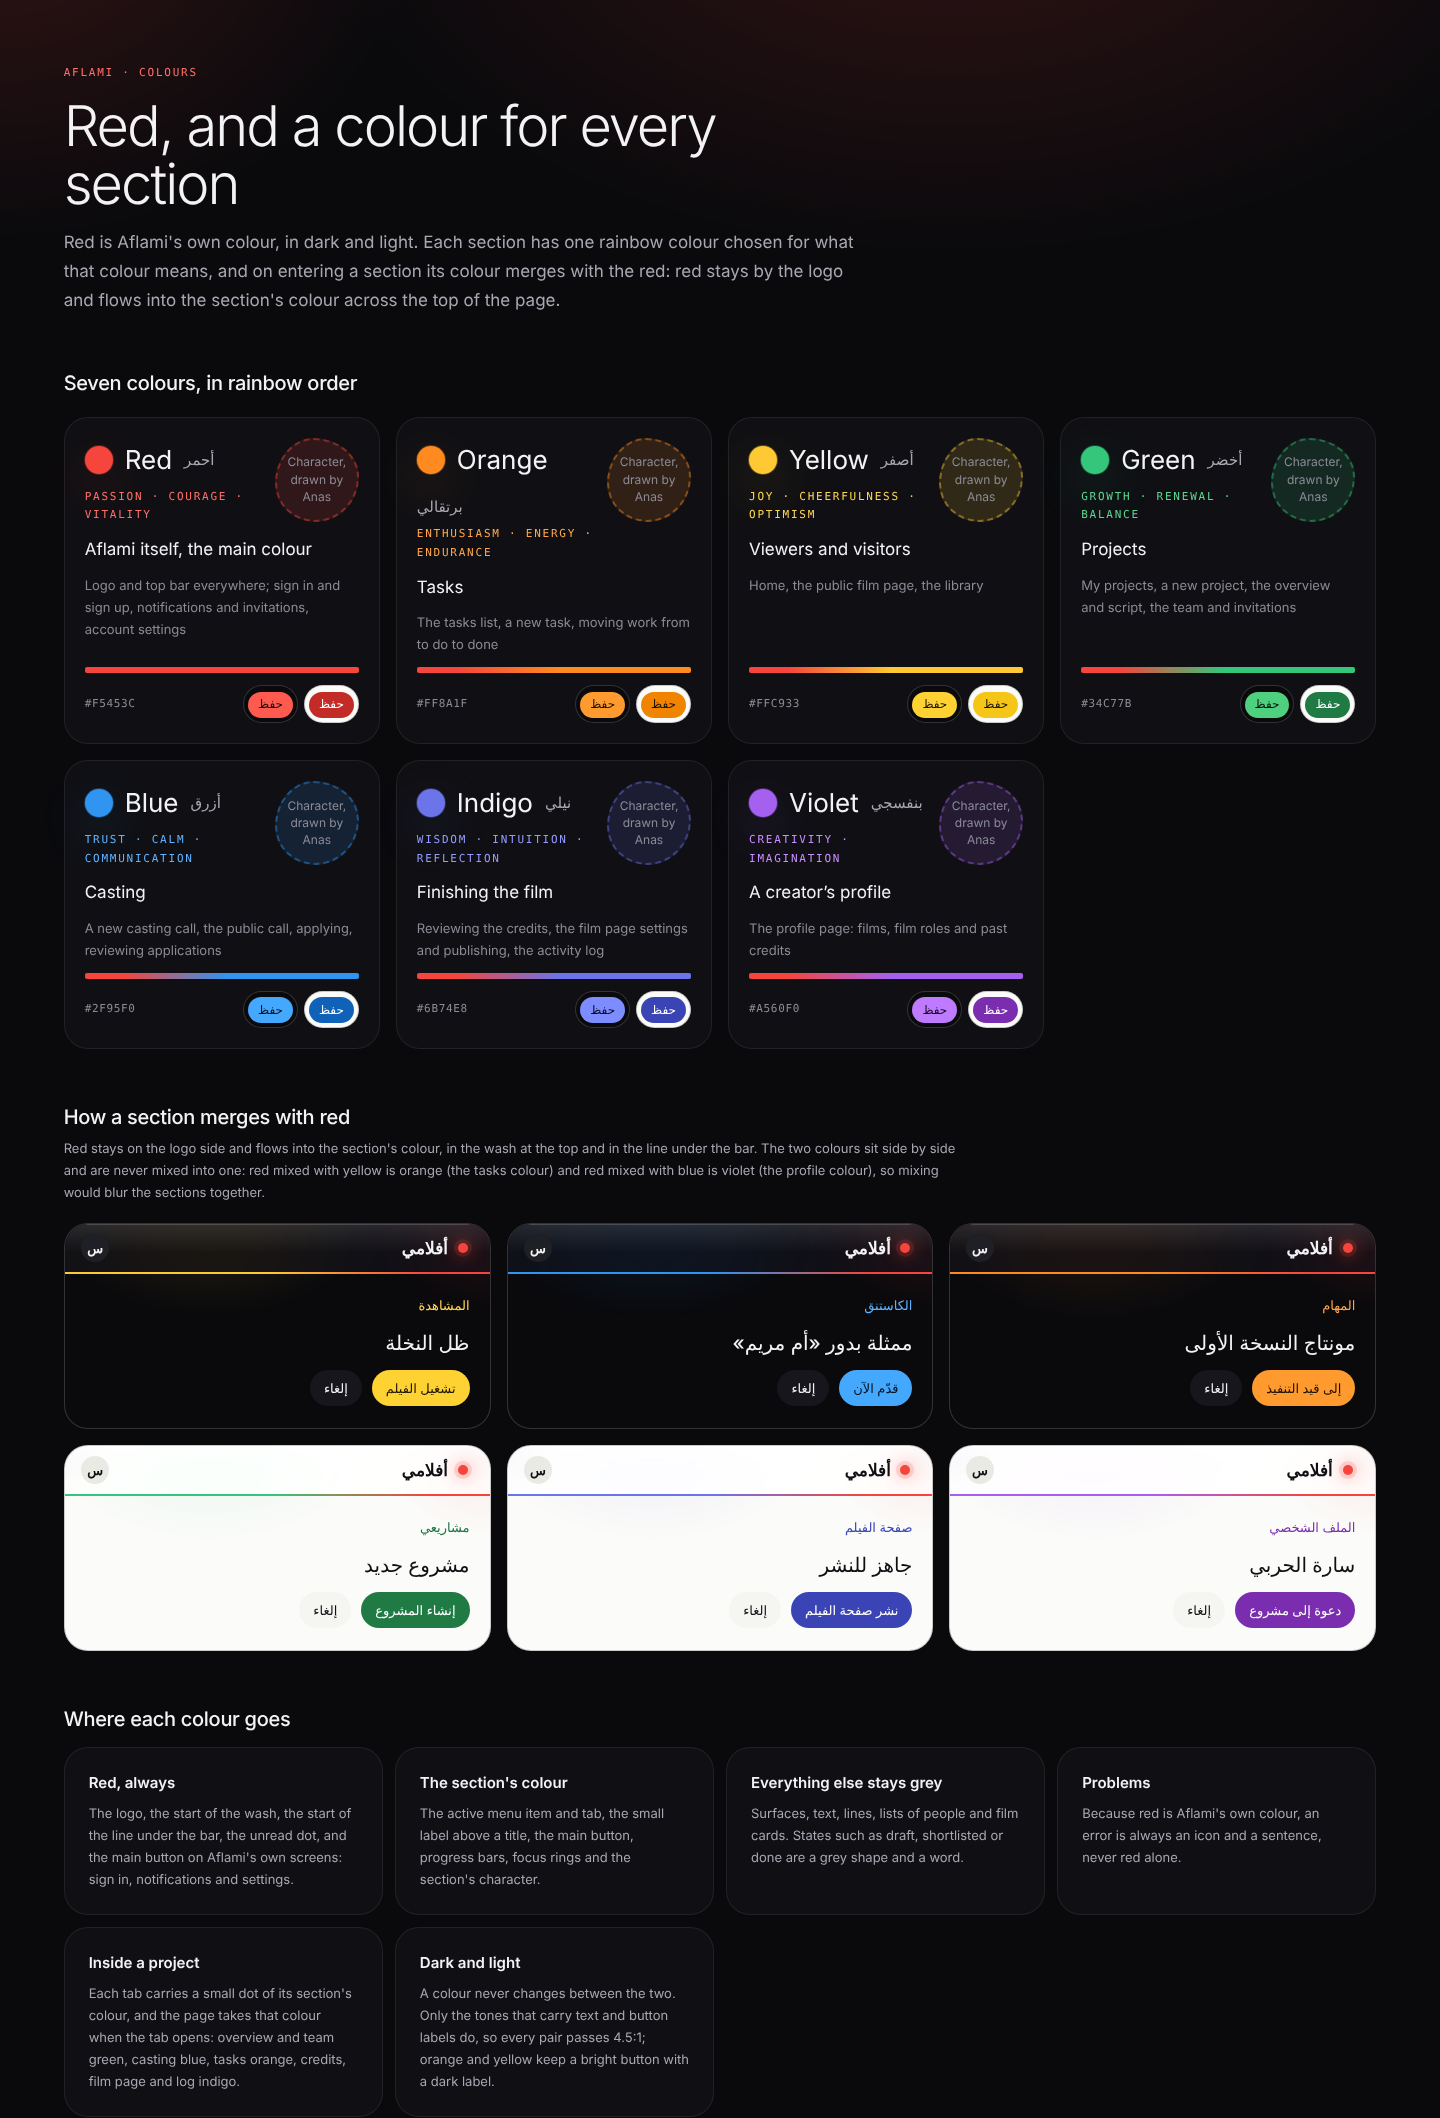 AFLAMI · COLOURS
Red, and a colour for every
section
Red is Aflami's own colour, in dark and light. Each section has one rainbow colour chosen for what
that colour means, and on entering a section its colour merges with the red: red stays by the logo
and flows into the section's colour across the top of the page.
Seven colours, in rainbow order
Red أحمر
PASSION · COURAGE ·
VITALITY
Character,
drawn by
Anas
Aflami itself, the main colour
Logo and top bar everywhere; sign in and
sign up, notifications and invitations,
account settings
#F5453C
حفظ
حفظ
Orange
برتقالي
ENTHUSIASM · ENERGY ·
ENDURANCE
Character,
drawn by
Anas
Tasks
The tasks list, a new task, moving work from
to do to done
#FF8A1F
حفظ
حفظ
Yellow أصفر
JOY · CHEERFULNESS ·
OPTIMISM
Character,
drawn by
Anas
Viewers and visitors
Home, the public film page, the library
#FFC933
حفظ
حفظ
Green أخضر
GROWTH · RENEWAL ·
BALANCE
Character,
drawn by
Anas
Projects
My projects, a new project, the overview
and script, the team and invitations
#34C77B
حفظ
حفظ
Blue أزرق
TRUST · CALM ·
COMMUNICATION
Character,
drawn by
Anas
Casting
A new casting call, the public call, applying,
reviewing applications
#2F95F0
حفظ
حفظ
Indigo نيلي
WISDOM · INTUITION ·
REFLECTION
Character,
drawn by
Anas
Finishing the film
Reviewing the credits, the film page settings
and publishing, the activity log
#6B74E8
حفظ
حفظ
Violet بنفسجي
CREATIVITY ·
IMAGINATION
Character,
drawn by
Anas
A creator’s profile
The profile page: films, film roles and past
credits
#A560F0
حفظ
حفظ
How a section merges with red
Red stays on the logo side and flows into the section's colour, in the wash at the top and in the line under the bar. The two colours sit side by side
and are never mixed into one: red mixed with yellow is orange (the tasks colour) and red mixed with blue is violet (the profile colour), so mixing
would blur the sections together.
أفلامي
س
المشاهدة
ظل النخلة
تشغيل الفيلم
إلغاء
أفلامي
س
الكاستنق
ممثلة بدور «أم مريم»
قدّم الآن
إلغاء
أفلامي
س
المهام
مونتاج النسخة الأولى
إلى قيد التنفيذ
إلغاء
أفلامي
س
مشاريعي
مشروع جديد
إنشاء المشروع
إلغاء
أفلامي
س
صفحة الفيلم
جاهز للنشر
نشر صفحة الفيلم
إلغاء
أفلامي
س
الملف الشخصي
سارة الحربي
دعوة إلى مشروع
إلغاء
Where each colour goes
Red, always
The logo, the start of the wash, the start of
the line under the bar, the unread dot, and
the main button on Aflami's own screens:
sign in, notifications and settings.
The section's colour
The active menu item and tab, the small
label above a title, the main button,
progress bars, focus rings and the
section's character.
Everything else stays grey
Surfaces, text, lines, lists of people and film
cards. States such as draft, shortlisted or
done are a grey shape and a word.
Problems
Because red is Aflami's own colour, an
error is always an icon and a sentence,
never red alone.
Inside a project
Each tab carries a small dot of its section's
colour, and the page takes that colour
when the tab opens: overview and team
green, casting blue, tasks orange, credits,
film page and log indigo.
Dark and light
A colour never changes between the two.
Only the tones that carry text and button
labels do, so every pair passes 4.5:1;
orange and yellow keep a bright button with
a dark label.